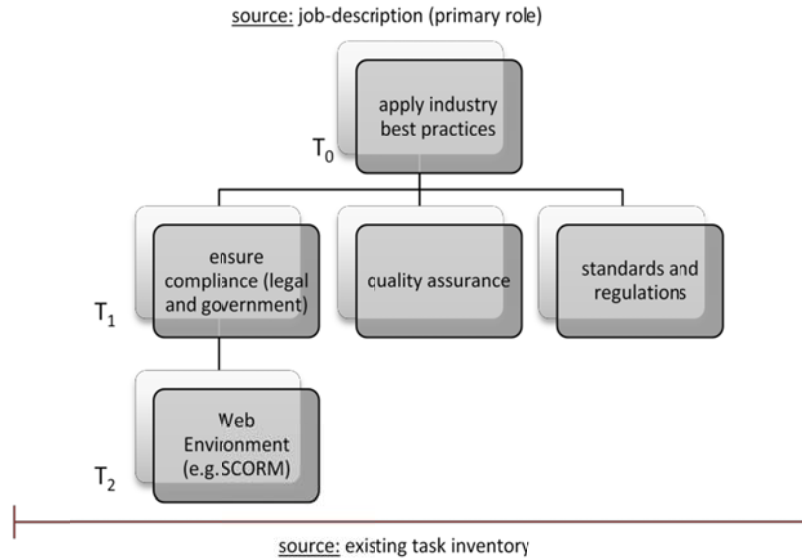 source: job-description (primary role)
apply industry
best practices
T₀
ensure
compliance (legal
and government)
quality assurance
standards and
regulations
T₁
Web
Environment
(e.g.SCORM)
T₂
source: existing task inventory